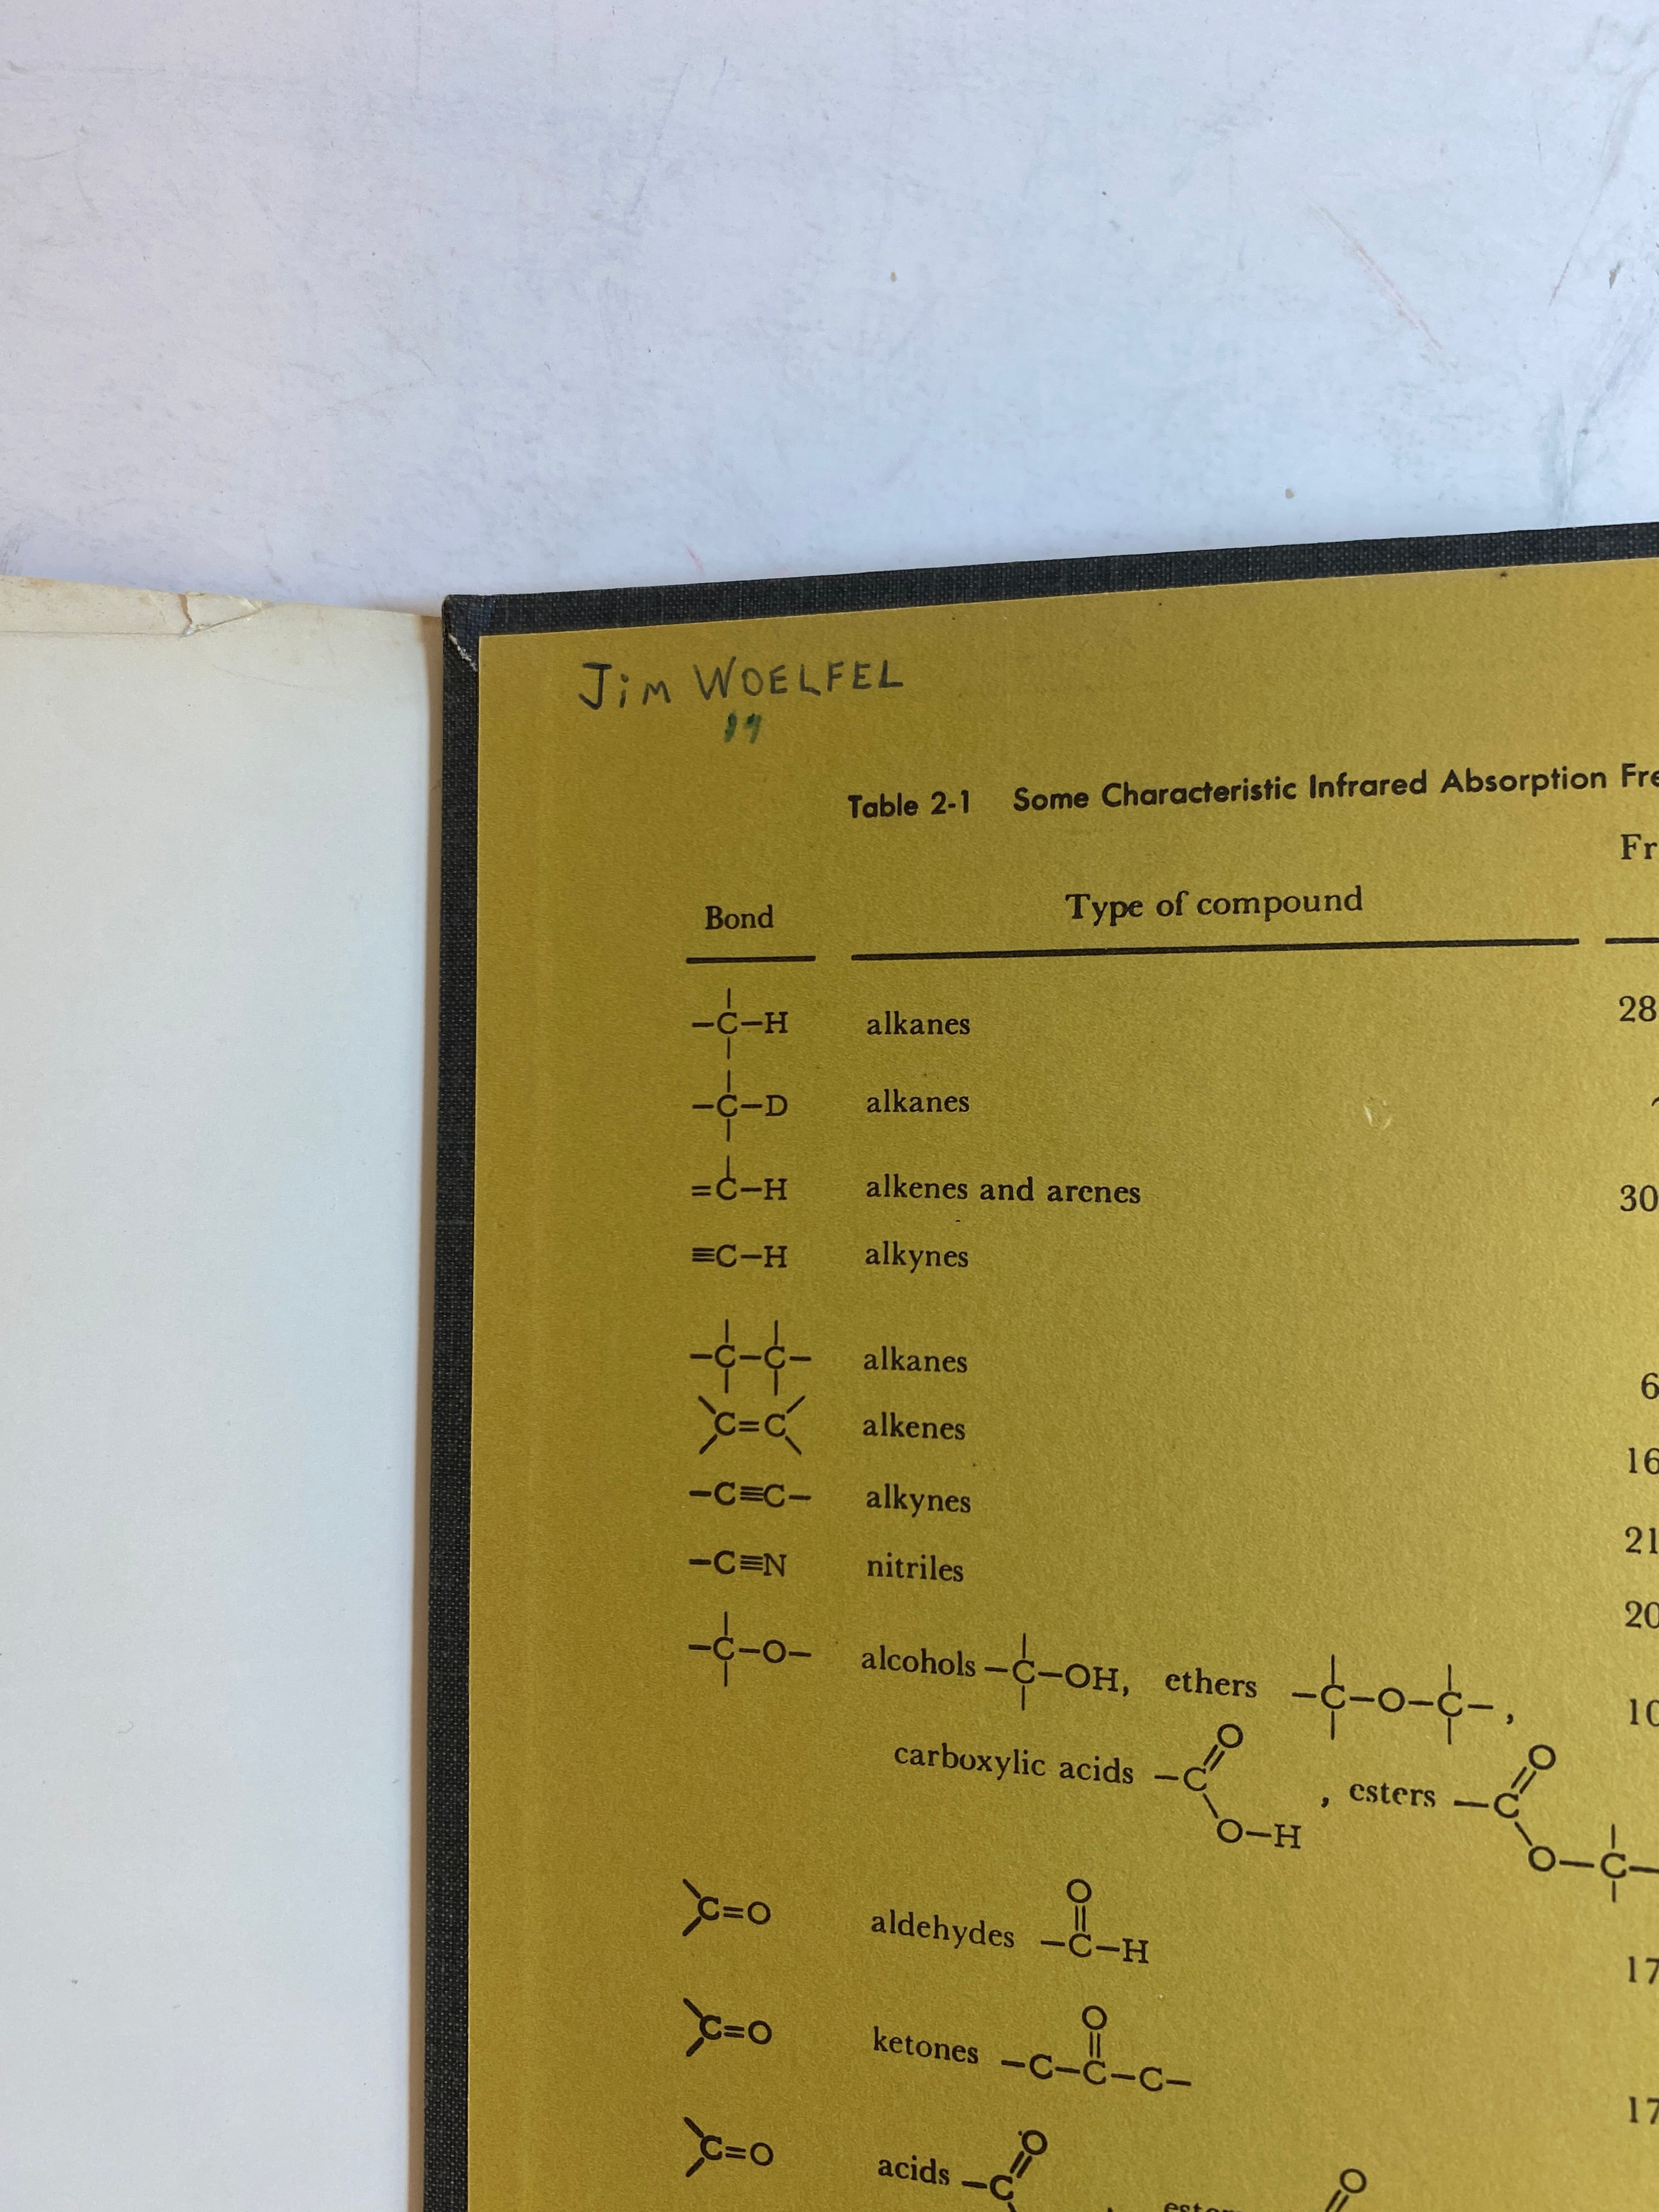 Jim WOELFEL
Table 2-1 Some Characteristic Infrared Absorption Fre
Fr
Bond Type of compound
–C–H alkanes 28
–C–D alkanes
=C–H alkenes and arenes 30
≡C–H alkynes
–C–C– alkanes 6
C=C alkenes 16
–C≡C– alkynes 21
–C≡N nitriles 20
–C–O– alcohols –C–OH, ethers –C–O–C–, 10
carboxylic acids –C=O O–H , esters –C=O O–C–
C=O aldehydes –C(=O)–H 17
C=O ketones –C–C(=O)–C– 17
C=O acids –C=O